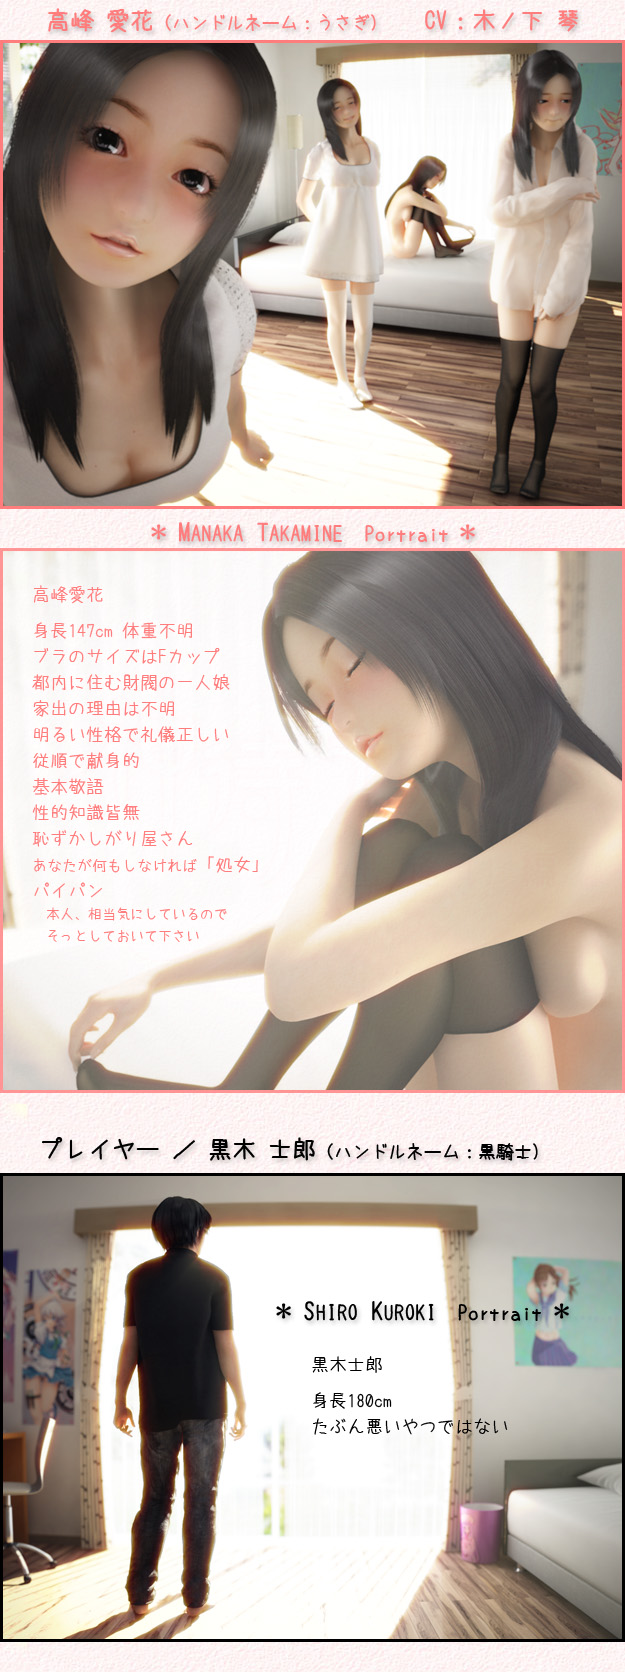 高峰 愛花（ハンドルネーム：うさぎ） CV：木ノ下 琴
＊ MANAKA TAKAMINE Portrait ＊
高峰愛花
身長147cm 体重不明
ブラのサイズはFカップ
都内に住む財閥の一人娘
家出の理由は不明
明るい性格で礼儀正しい
従順で献身的
基本敬語
性的知識皆無
恥ずかしがり屋さん
あなたが何もしなければ「処女」
パイパン
本人、相当気にしているので
そっとしておいて下さい
プレイヤー ／ 黒木 士郎（ハンドルネーム：黒騎士）
＊ SHIRO KUROKI Portrait ＊
黒木士郎
身長180cm
たぶん悪いやつではない